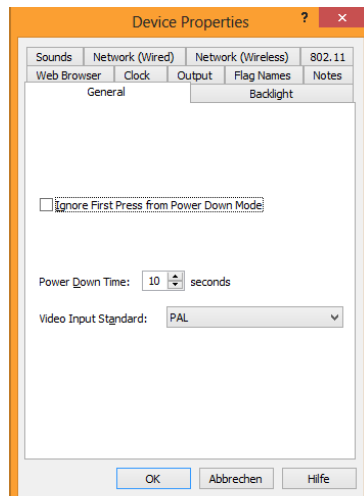 Device Properties ?
Sounds Network (Wired) Network (Wireless) 802.11
Web Browser Clock Output Flag Names Notes
General Backlight
Ignore First Press from Power Down Mode
Power Down Time: 10 seconds
Video Input Standard: PAL
OK Abbrechen Hilfe